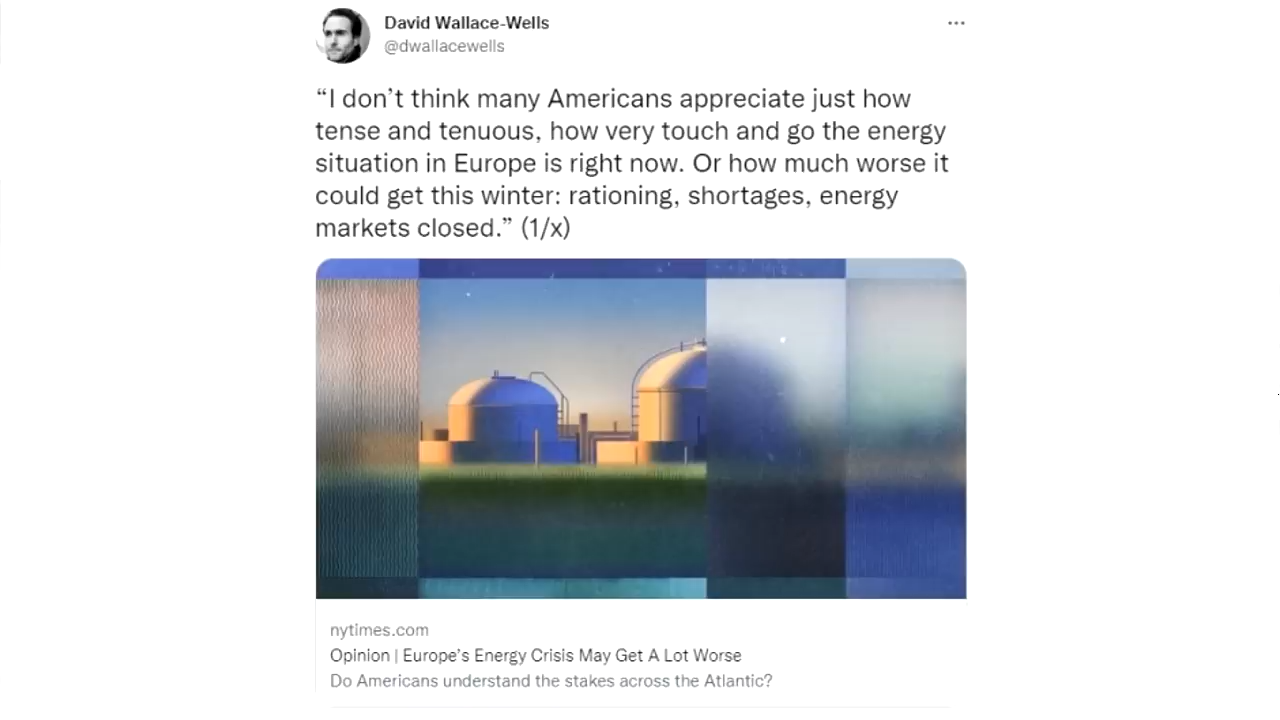 David Wallace-Wells
@dwallacewells
“I don’t think many Americans appreciate just how
tense and tenuous, how very touch and go the energy
situation in Europe is right now. Or how much worse it
could get this winter: rationing, shortages, energy
markets closed.” (1/x)
nytimes.com
Opinion | Europe’s Energy Crisis May Get A Lot Worse
Do Americans understand the stakes across the Atlantic?